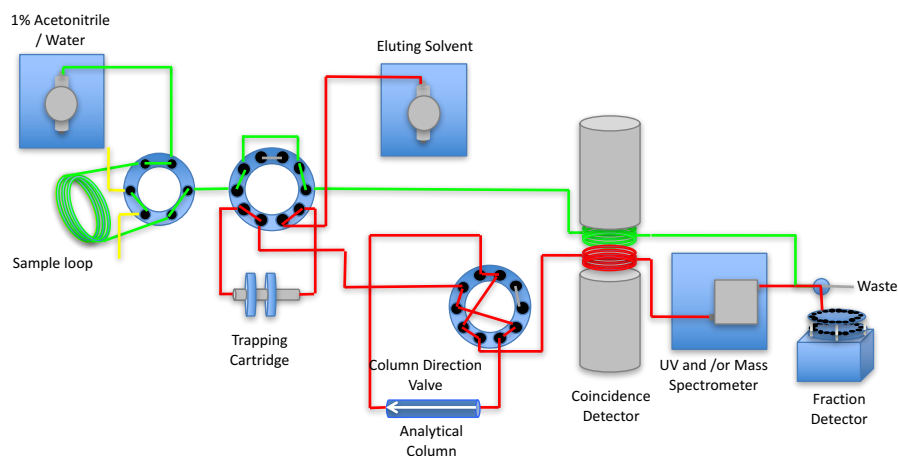 1% Acetonitrile
/ Water
Eluting Solvent
Sample loop
Trapping
Cartridge
Column Direction
Valve
Analytical
Column
Coincidence
Detector
UV and /or Mass
Spectrometer
Waste
Fraction
Detector